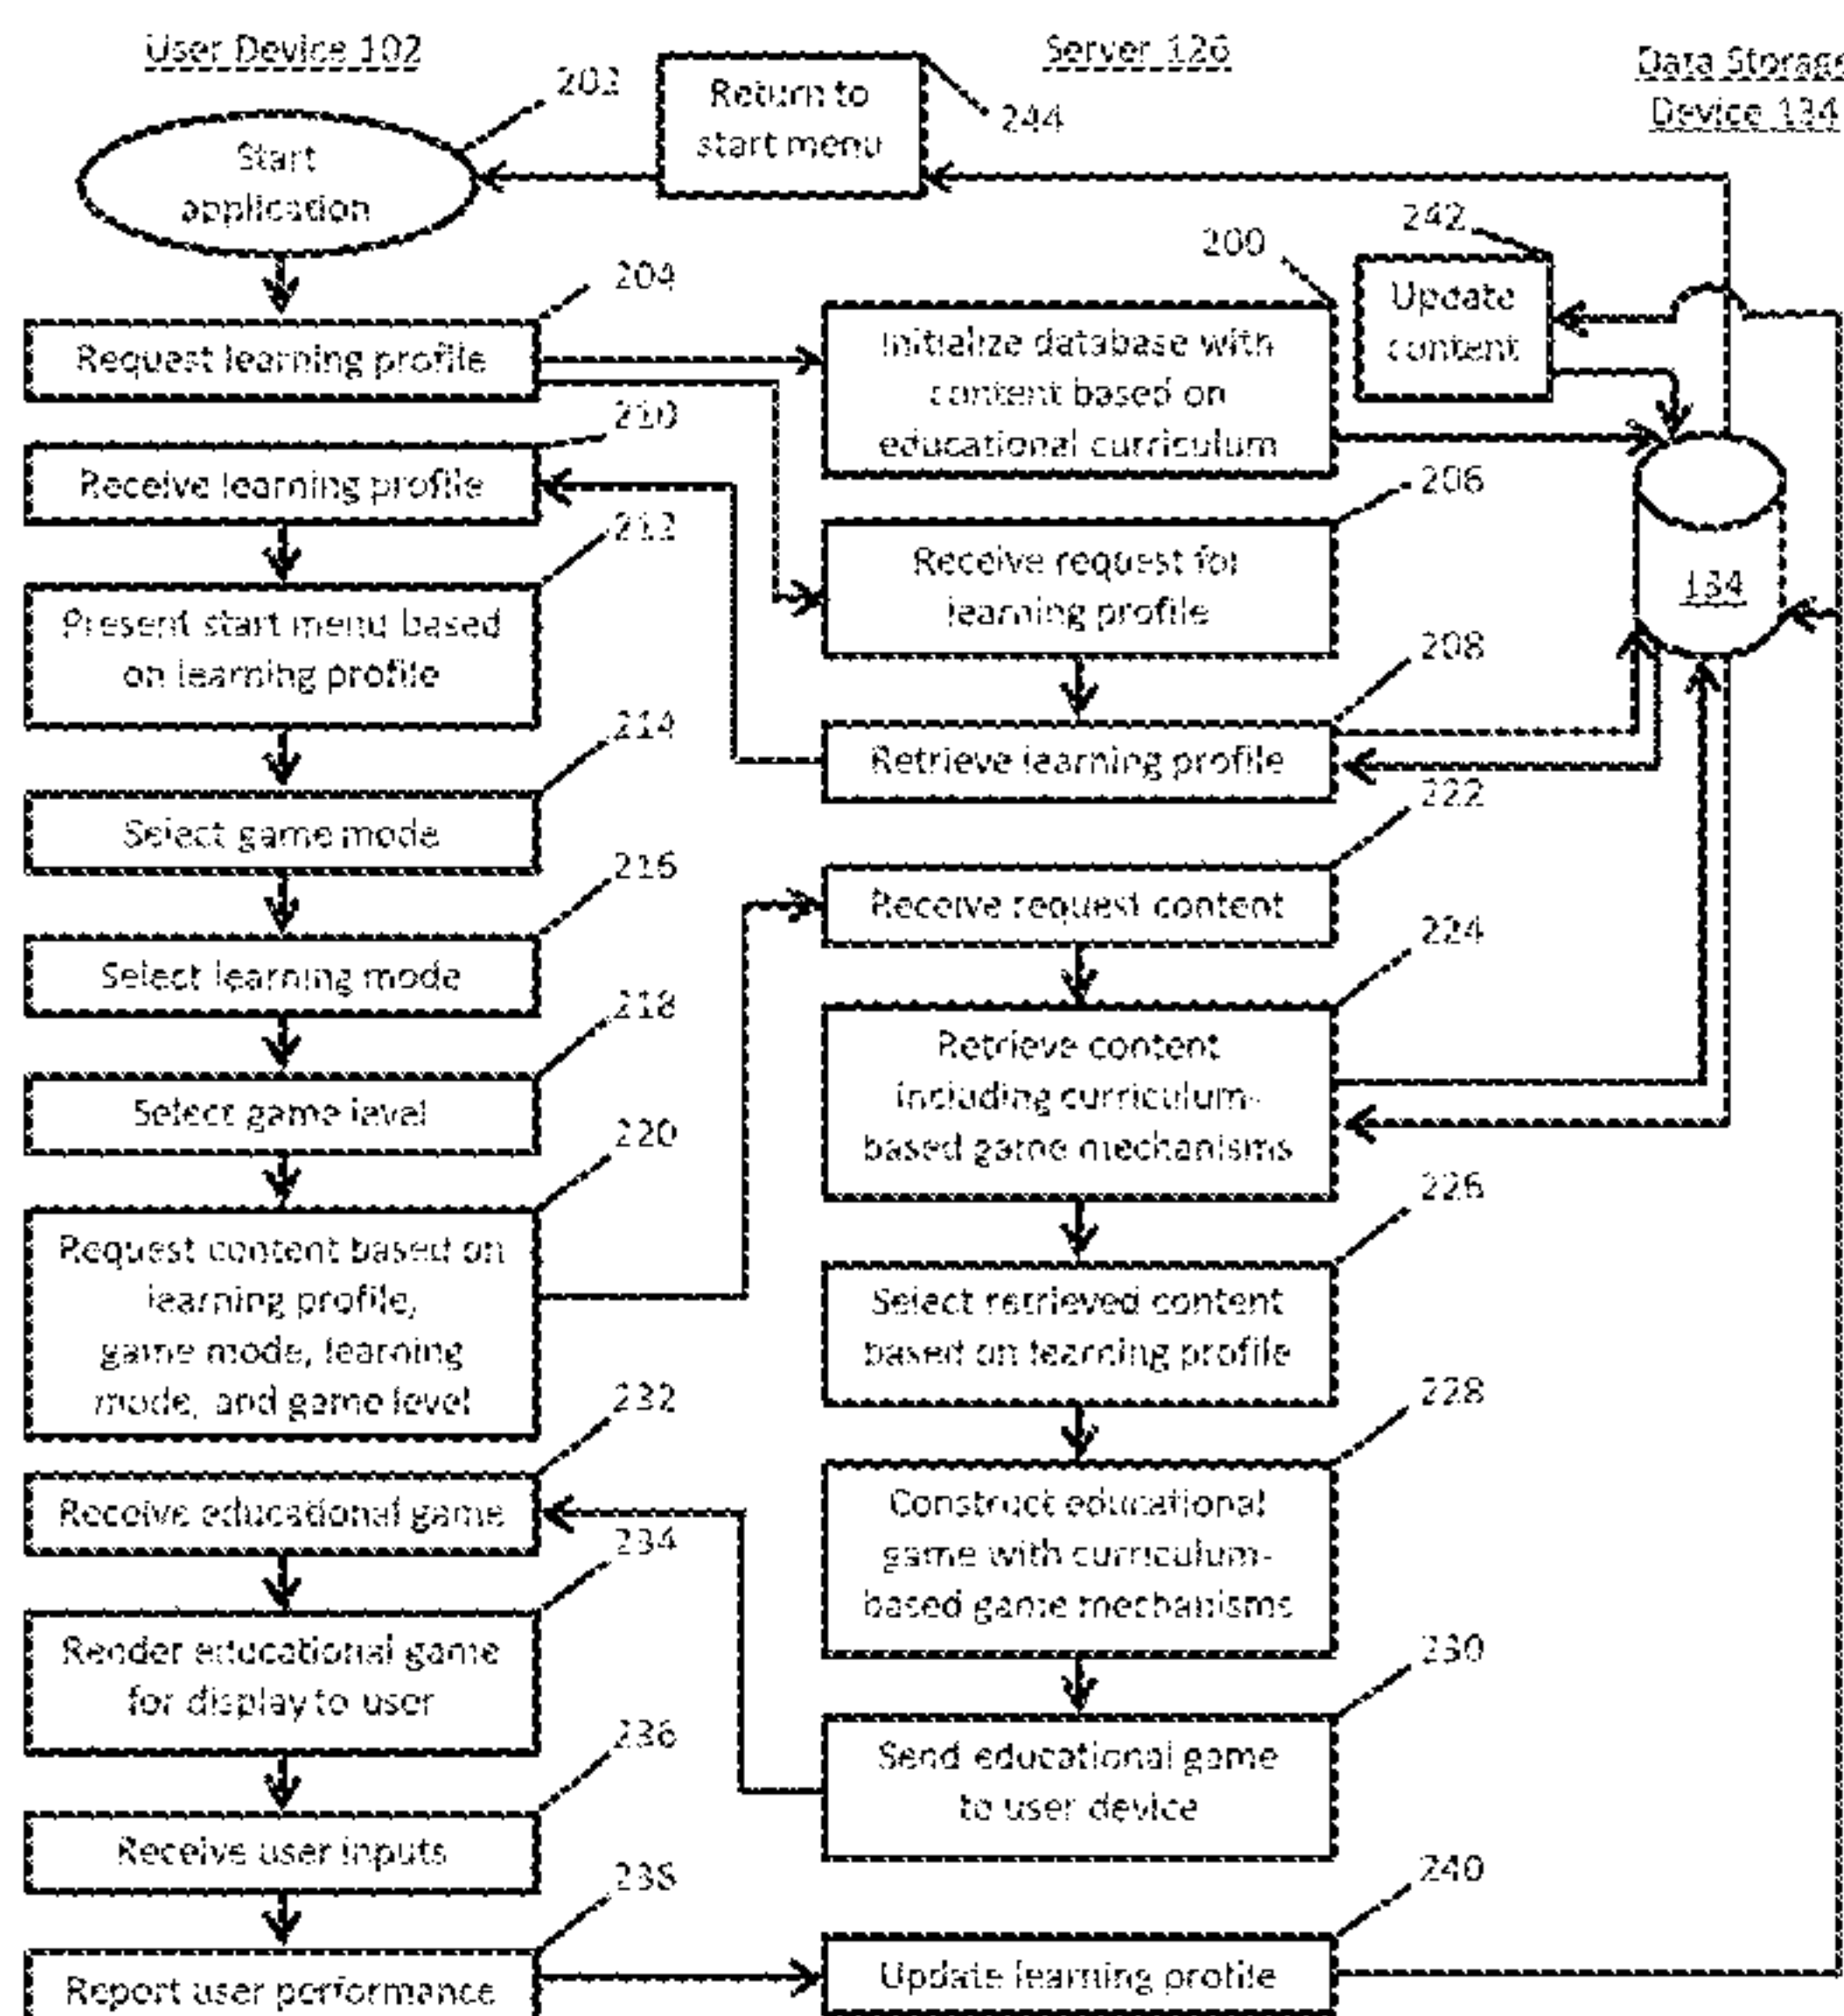 User Device 102
Server 126
Data Storage
Device 134
202
Start
application
Return to
start menu
244
204
Request learning profile
200
Initialize database with
content based on
educational curriculum
242
Update
content
210
Receive learning profile
206
Receive request for
learning profile
134
212
Present start menu based
on learning profile
208
Retrieve learning profile
214
Select game mode
222
Receive request content
216
Select learning mode
224
Retrieve content
including curriculum-
based game mechanisms
218
Select game level
220
Request content based on
learning profile,
game mode, learning
mode, and game level
226
Select retrieved content
based on learning profile
228
Construct educational
game with curriculum-
based game mechanisms
232
Receive educational game
234
Render educational game
for display to user
230
Send educational game
to user device
236
Receive user inputs
238
Report user performance
240
Update learning profile